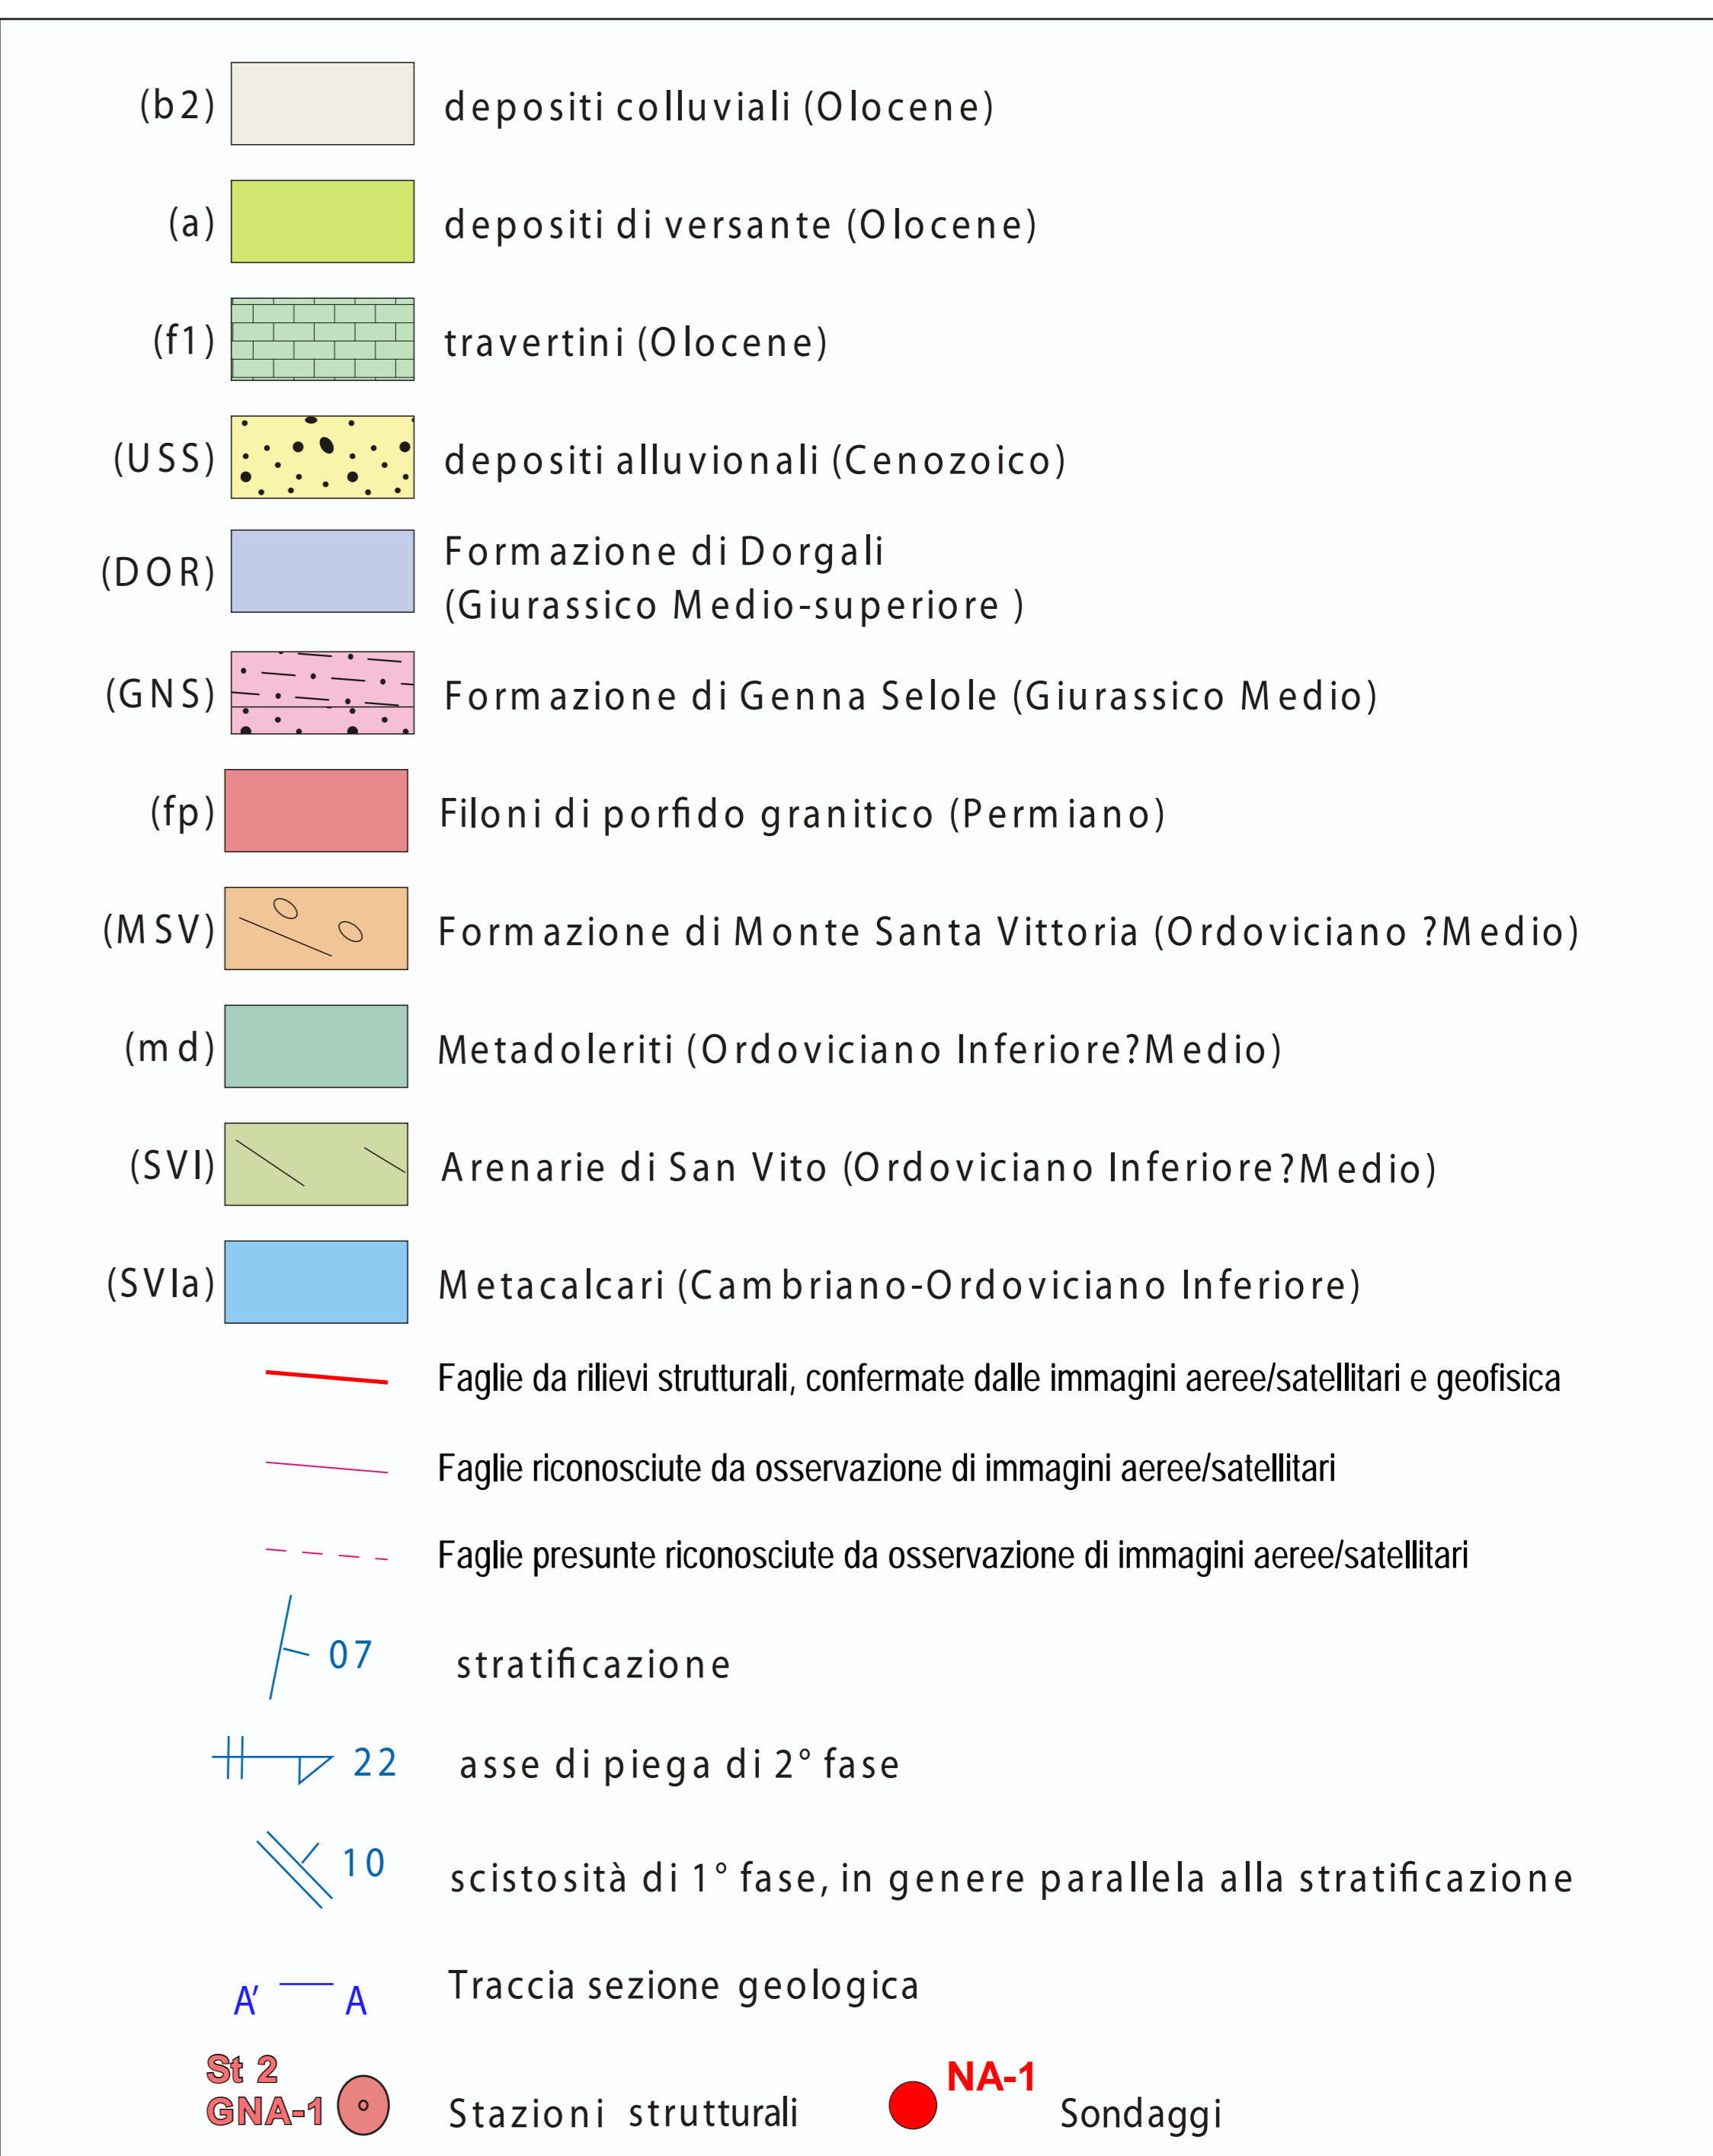 (b2) depositi colluviali (Olocene)
(a) depositi di versante (Olocene)
(f1) travertini (Olocene)
(USS) depositi alluvionali (Cenozoico)
(DOR) Formazione di Dorgali
(Giurassico Medio-superiore )
(GNS) Formazione di Genna Selole (Giurassico Medio)
(fp) Filoni di porfido granitico (Permiano)
(MSV) Formazione di Monte Santa Vittoria (Ordoviciano ?Medio)
(md) Metadoleriti (Ordoviciano Inferiore?Medio)
(SVI) Arenarie di San Vito (Ordoviciano Inferiore?Medio)
(SVIa) Metacalcari (Cambriano-Ordoviciano Inferiore)
Faglie da rilievi strutturali, confermate dalle immagini aeree/satellitari e geofisica
Faglie riconosciute da osservazione di immagini aeree/satellitari
Faglie presunte riconosciute da osservazione di immagini aeree/satellitari
07 stratificazione
22 asse di piega di 2° fase
10 scistosità di 1° fase, in genere parallela alla stratificazione
A' A Traccia sezione geologica
St 2
GNA-1 Stazioni strutturali
NA-1 Sondaggi